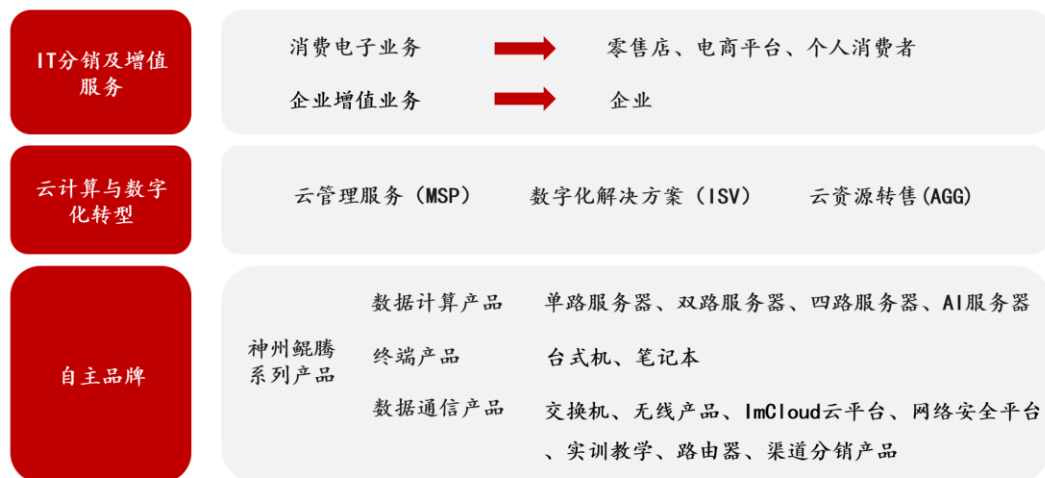 IT分销及增值
服务
消费电子业务 零售店、电商平台、个人消费者
企业增值业务 企业
云计算与数字
化转型
云管理服务（MSP） 数字化解决方案（ISV） 云资源转售(AGG)
自主品牌
神州鲲腾
系列产品
数据计算产品 单路服务器、双路服务器、四路服务器、AI服务器
终端产品 台式机、笔记本
数据通信产品 交换机、无线产品、ImCloud云平台、网络安全平台
、实训教学、路由器、渠道分销产品